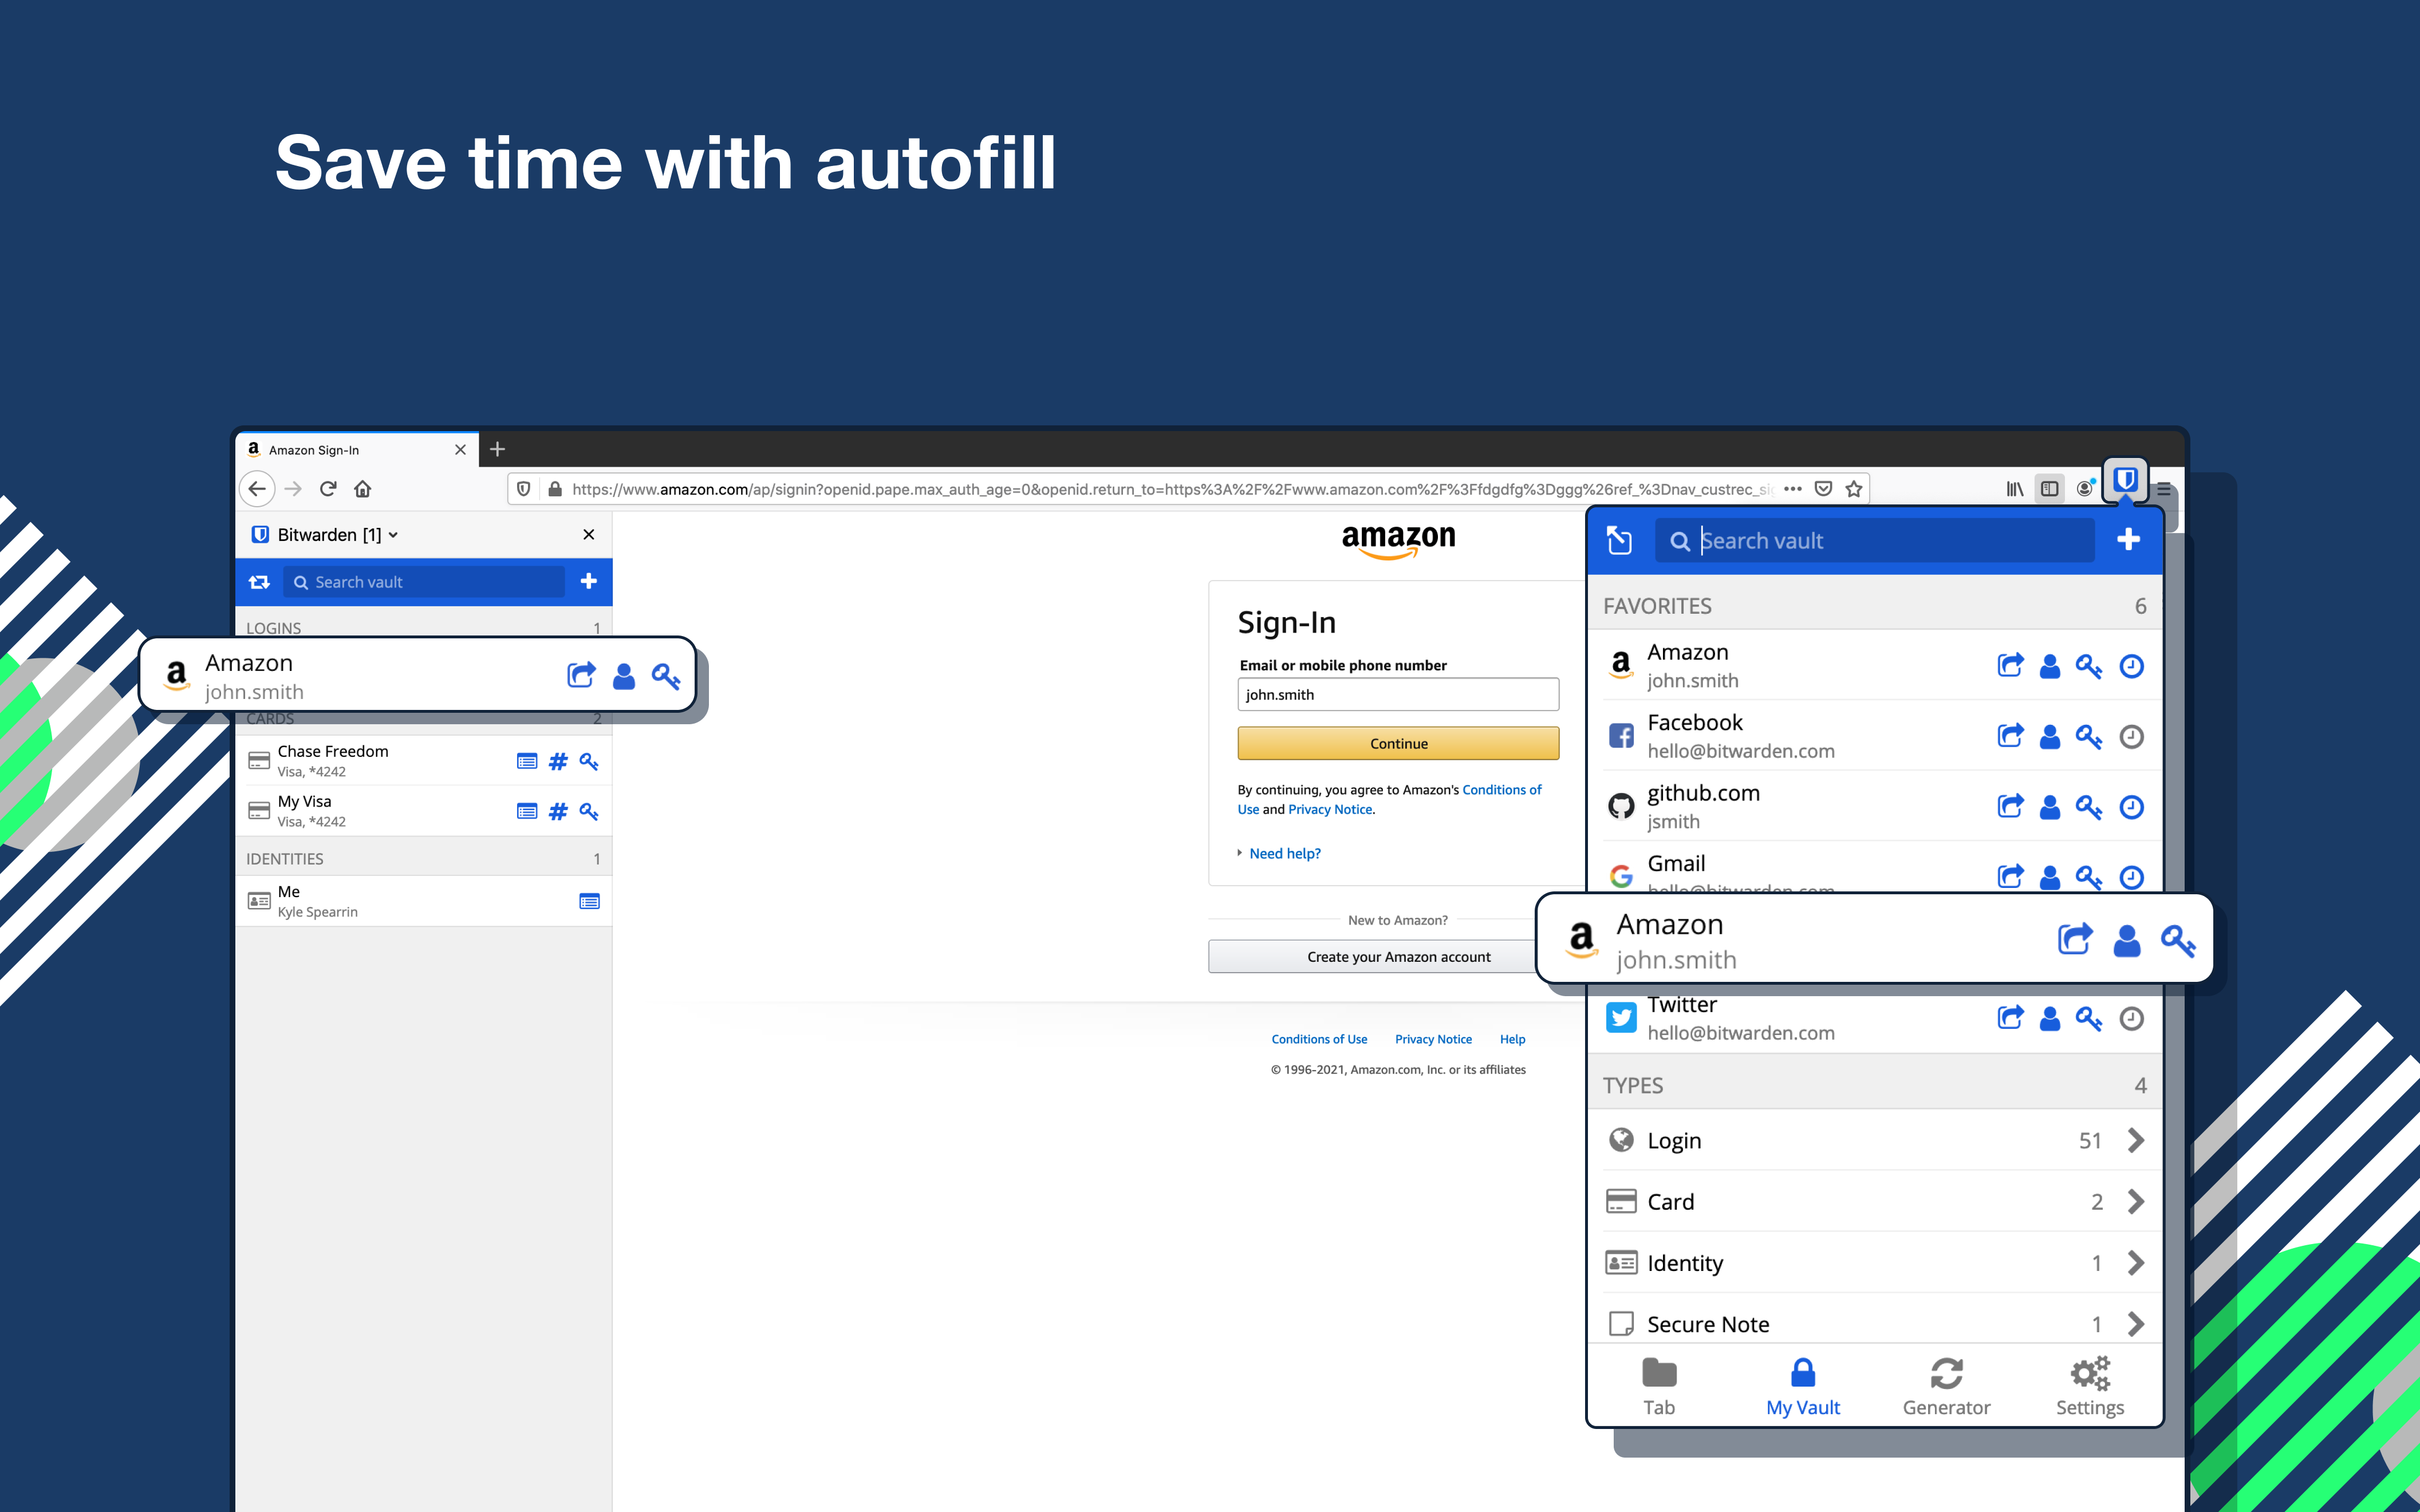 Save time with autofill
Amazon Sign-In
https://www.amazon.com/ap/signin?openid.pape.max_auth_age=0&openid.return_to=https%3A%2F%2Fwww.amazon.com%2F%3Ffdgdfg%3Dggg%26ref_%3Dnav_custrec_si
Bitwarden [1]
Search vault
LOGINS 1
Amazon
john.smith
CARDS 2
Chase Freedom
Visa, *4242
My Visa
Visa, *4242
IDENTITIES 1
Me
Kyle Spearrin
amazon
Sign-In
Email or mobile phone number
john.smith
Continue
By continuing, you agree to Amazon's Conditions of
Use and Privacy Notice.
Need help?
New to Amazon?
Create your Amazon account
Conditions of Use Privacy Notice Help
© 1996-2021, Amazon.com, Inc. or its affiliates
Search vault
FAVORITES 6
Amazon
john.smith
Facebook
hello@bitwarden.com
github.com
jsmith
Gmail
hello@bitwarden.com
Amazon
john.smith
Twitter
hello@bitwarden.com
TYPES 4
Login 51
Card 2
Identity 1
Secure Note 1
Tab My Vault Generator Settings